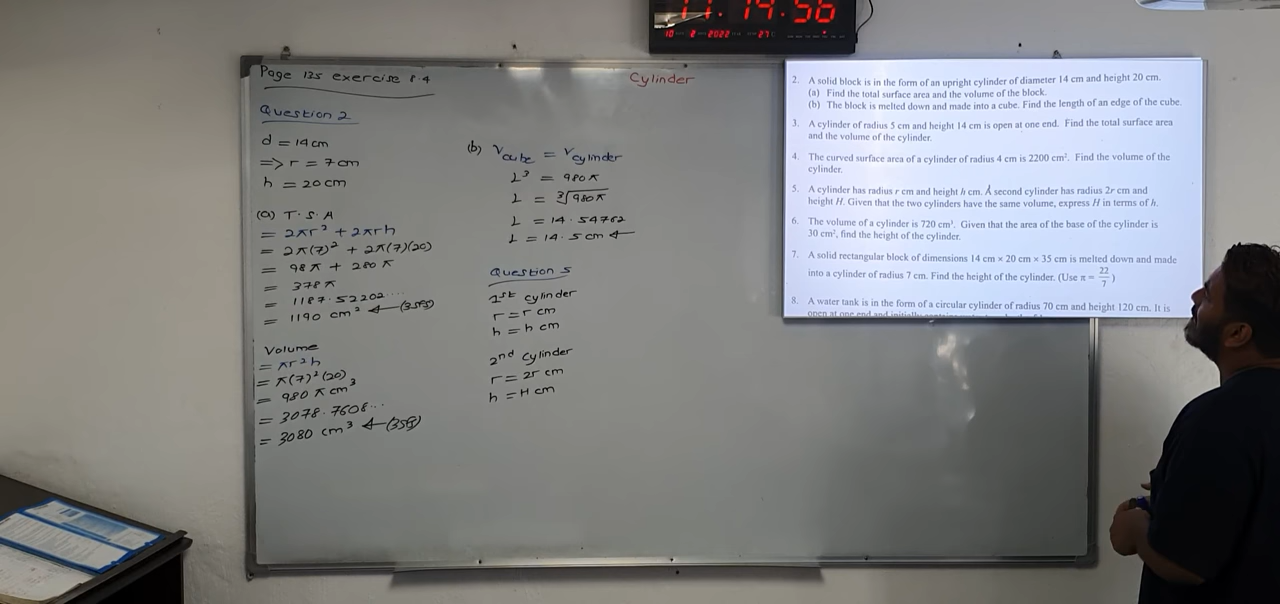 11:14:56
10 2 2022 27c
Page 125 exercise 8.4
Cylinder
Question 2
d = 14 cm
=> r = 7 cm
h = 20 cm
(a) T.S.A
= 2πr² + 2πrh
= 2π(7)² + 2π(7)(20)
= 98π + 280π
= 378π
= 1187.52202...
= 1190 cm² ← (3SF)
Volume
= πr²h
= π(7)²(20)
= 980 π cm³
= 3078.7608...
= 3080 cm³ ← (3SF)
(b) Vcube = Vcylinder
L³ = 980π
L = ∛980π
L = 14.54762
L = 14.5 cm ←
Question 5
1st cylinder
r = r cm
h = h cm
2nd cylinder
r = 2r cm
h = H cm
2. A solid block is in the form of an upright cylinder of diameter 14 cm and height 20 cm.
(a) Find the total surface area and the volume of the block.
(b) The block is melted down and made into a cube. Find the length of an edge of the cube.
3. A cylinder of radius 5 cm and height 14 cm is open at one end. Find the total surface area
and the volume of the cylinder.
4. The curved surface area of a cylinder of radius 4 cm is 2200 cm². Find the volume of the
cylinder.
5. A cylinder has radius r cm and height h cm. A second cylinder has radius 2r cm and
height H. Given that the two cylinders have the same volume, express H in terms of h.
6. The volume of a cylinder is 720 cm³. Given that the area of the base of the cylinder is
30 cm², find the height of the cylinder.
7. A solid rectangular block of dimensions 14 cm × 20 cm × 35 cm is melted down and made
into a cylinder of radius 7 cm. Find the height of the cylinder. (Use π = 22/7)
8. A water tank is in the form of a circular cylinder of radius 70 cm and height 120 cm. It is
open at one end and initially